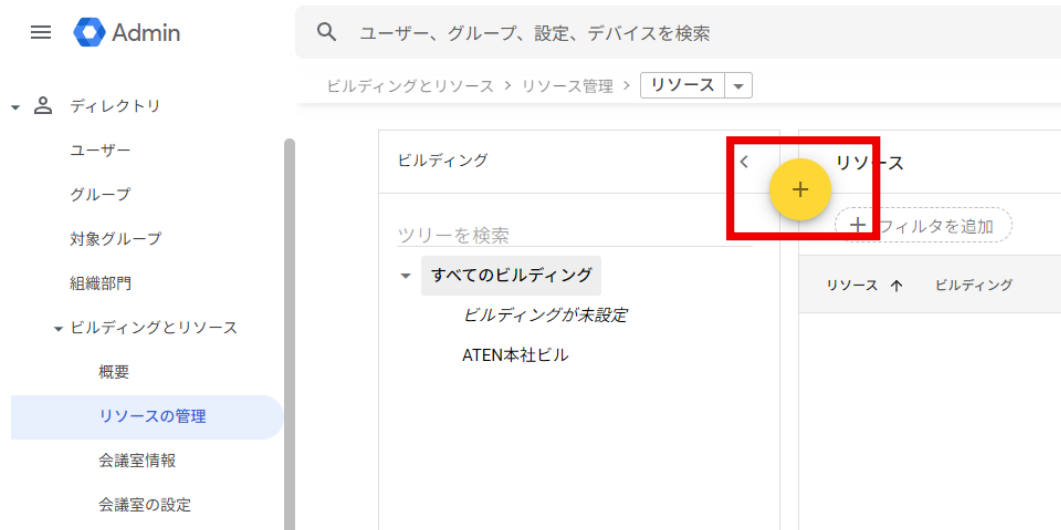 Admin
ユーザー、グループ、設定、デバイスを検索
ビルディングとリソース > リソース管理 > リソース
ディレクトリ
ユーザー
グループ
対象グループ
組織部門
ビルディングとリソース
概要
リソースの管理
会議室情報
会議室の設定
ビルディング
ツリーを検索
すべてのビルディング
ビルディングが未設定
ATEN本社ビル
リソース
フィルタを追加
リソース ビルディング